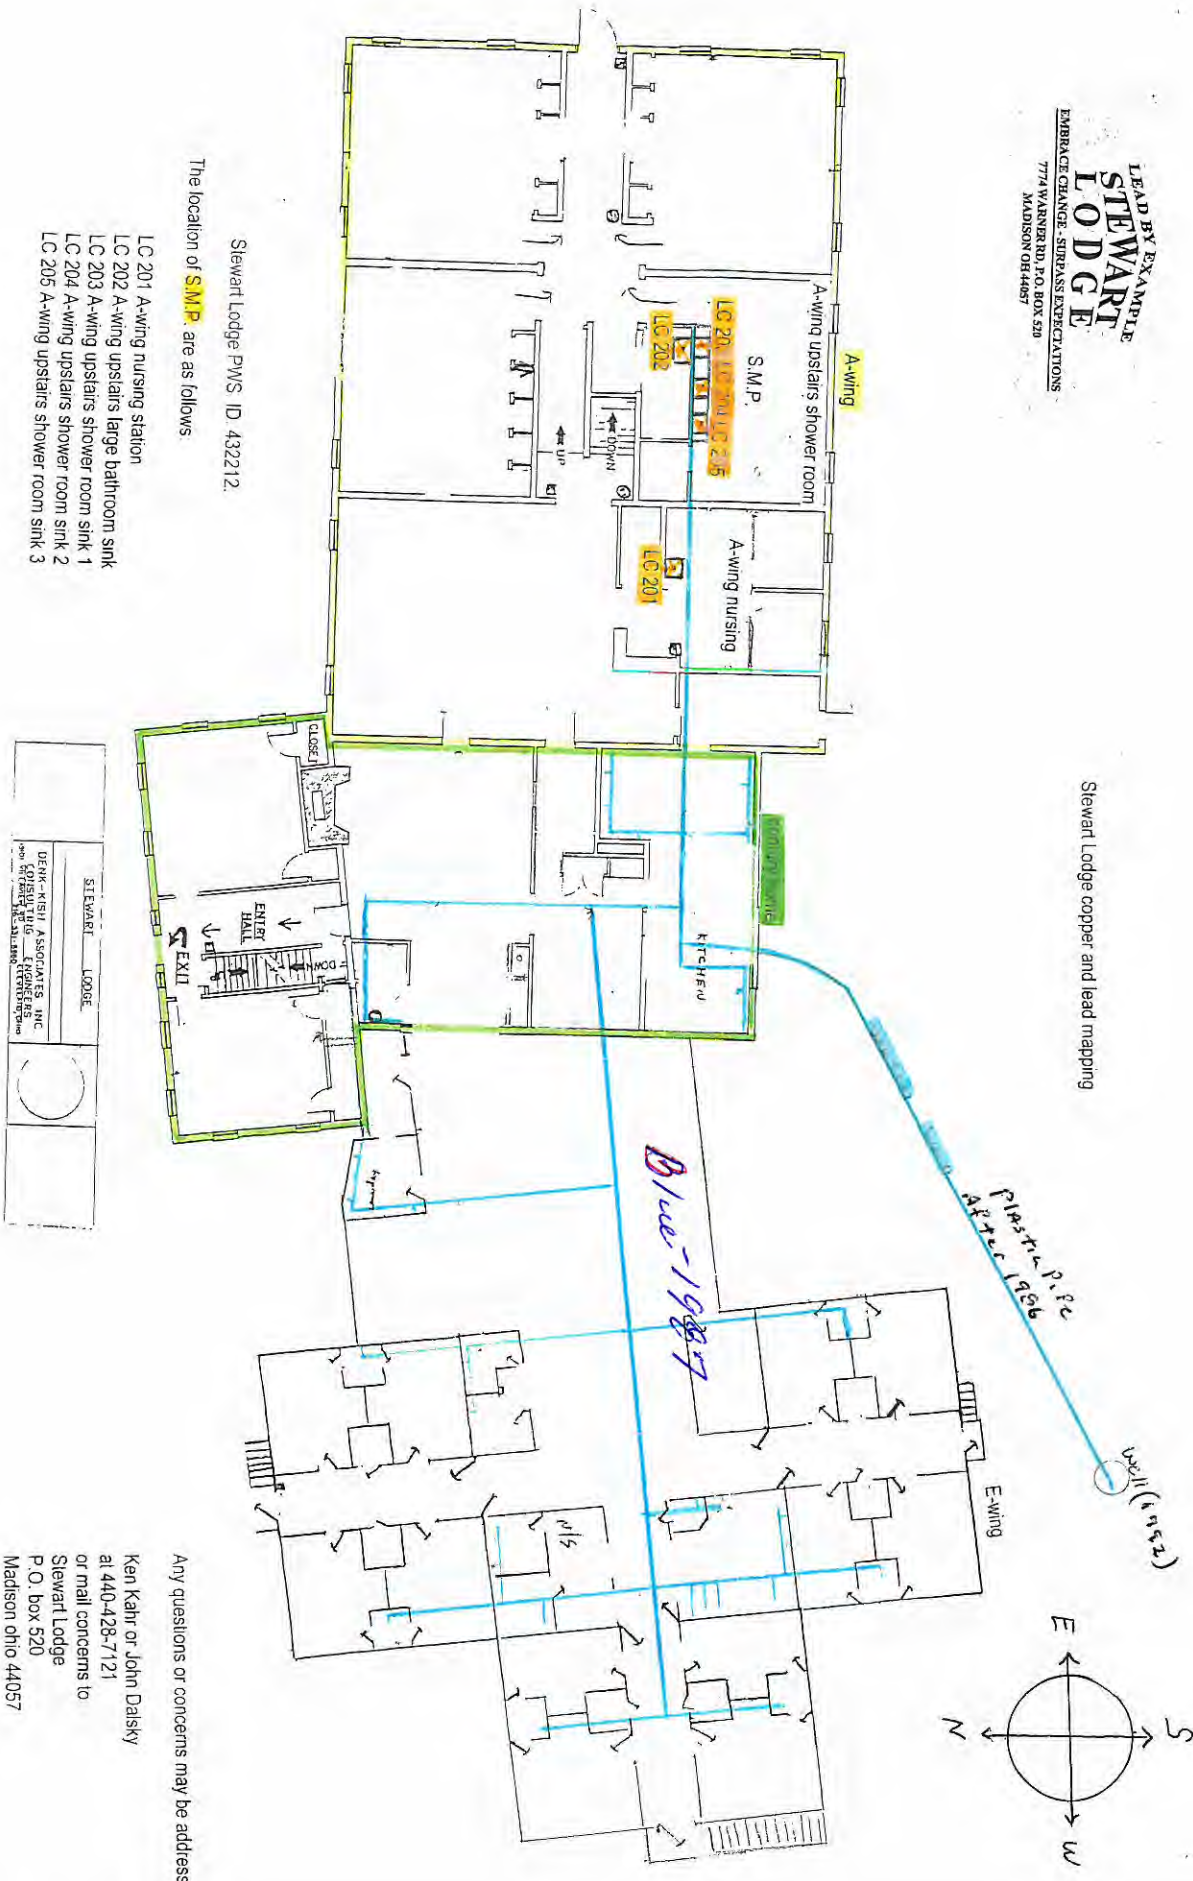 LEAD BY EXAMPLE
STEWART
LODGE
EMBRACE CHANGE - SURPASS EXPECTATIONS
7774 WARNER RD, P.O. BOX 520
MADISON OH 44057
Stewart Lodge copper and lead mapping
A-wing
A-wing upstairs shower room
S.M.P.
LC 202
A-wing nursing
LC 201
DOWN
UP
century home
KITCHEN
CLOSET
ENTRY
HALL
DOWN
EXIT
Plastic Pipe
After 1986
Well (1992)
Blue - 1987
E-wing
N/S
E
S
N
W
Stewart Lodge PWS ID. 432212.
The location of S.M.P. are as follows
LC 201 A-wing nursing station
LC 202 A-wing upstairs large bathroom sink
LC 203 A-wing upstairs shower room sink 1
LC 204 A-wing upstairs shower room sink 2
LC 205 A-wing upstairs shower room sink 3
STEWART LODGE
DENK-KISH ASSOCIATES INC.
CONSULTING ENGINEERS
Any questions or concerns may be address
Ken Kahr or John Dalsky
at 440-428-7121
or mail concerns to
Stewart Lodge
P.O. box 520
Madison ohio 44057